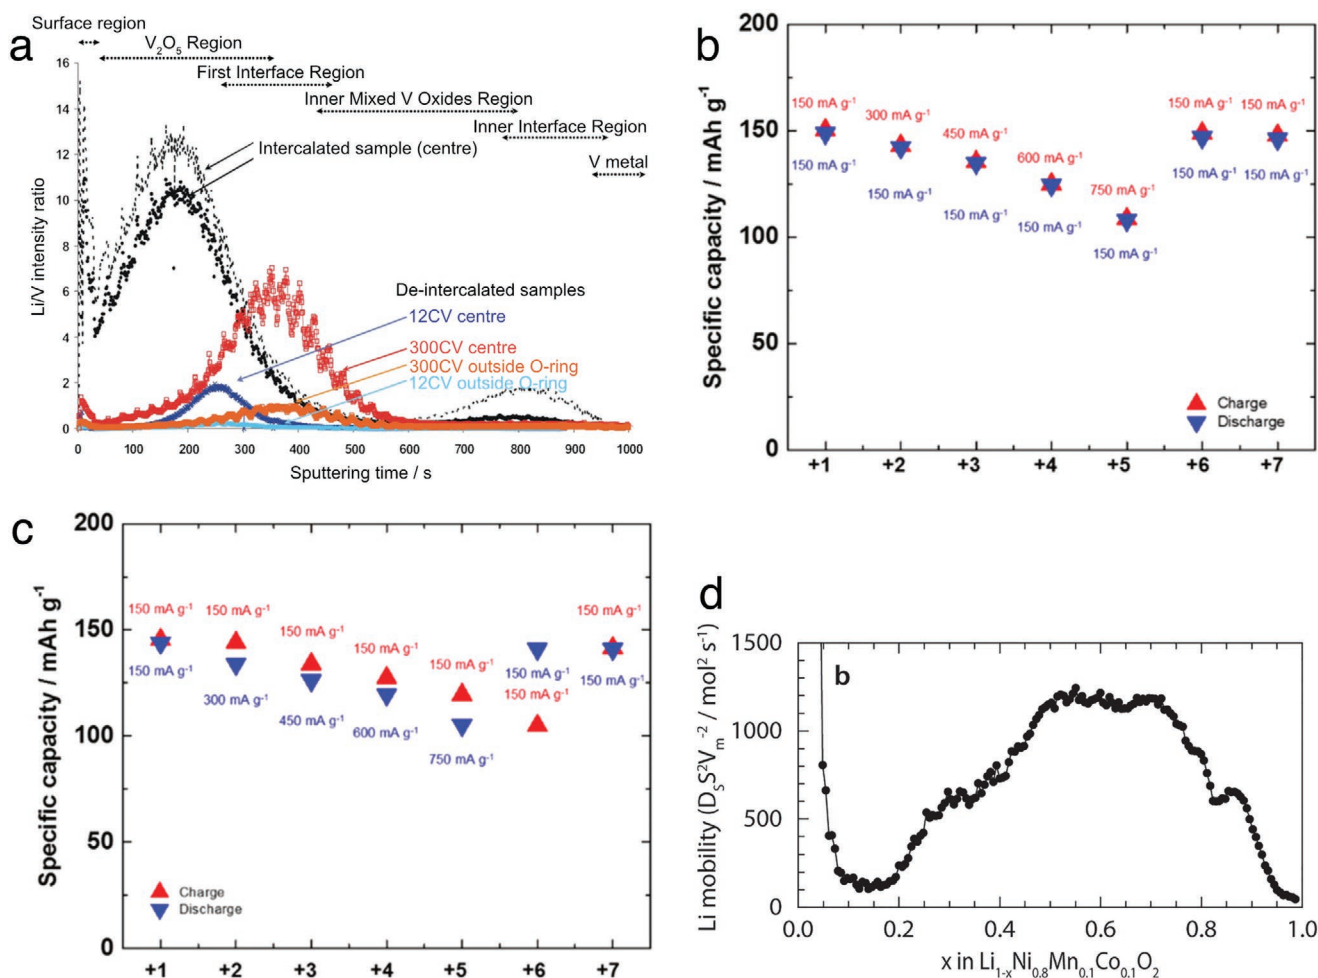 a
Surface region
V2O5 Region
First Interface Region
Inner Mixed V Oxides Region
Inner Interface Region
V metal
Intercalated sample (centre)
De-intercalated samples
12CV centre
300CV centre
300CV outside O-ring
12CV outside O-ring
Li/V intensity ratio
16
14
12
10
8
6
4
2
0
0 100 200 300 400 500 600 700 800 900 1000
Sputtering time / s
b
Specific capacity / mAh g-1
200
150
100
50
0
150 mA g-1
300 mA g-1
450 mA g-1
600 mA g-1
750 mA g-1
150 mA g-1
150 mA g-1
150 mA g-1
150 mA g-1
150 mA g-1
150 mA g-1
150 mA g-1
150 mA g-1
150 mA g-1
Charge
Discharge
+1 +2 +3 +4 +5 +6 +7
c
Specific capacity / mAh g-1
200
150
100
50
0
150 mA g-1
150 mA g-1
150 mA g-1
150 mA g-1
150 mA g-1
150 mA g-1
150 mA g-1
150 mA g-1
300 mA g-1
450 mA g-1
600 mA g-1
750 mA g-1
150 mA g-1
150 mA g-1
Charge
Discharge
+1 +2 +3 +4 +5 +6 +7
d
b
Li mobility (DSS2Vm-2 / mol2 s-1)
1500
1000
500
0
0.0 0.2 0.4 0.6 0.8 1.0
x in Li1-xNi0.8Mn0.1Co0.1O2